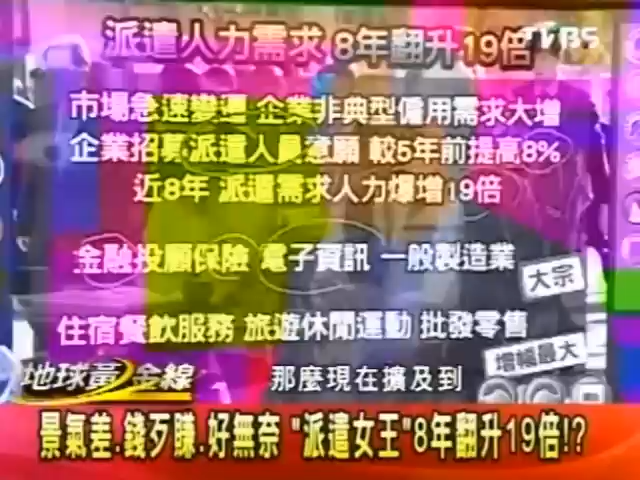 派遣人力需求 8年翻升19倍
TVBS
市場急速變遷 企業非典型僱用需求大增
企業招募派遣人員意願 較5年前提高8%
近8年 派遣需求人力爆增19倍
金融投顧保險 電子資訊 一般製造業
大宗
住宿餐飲服務 旅遊休閒運動 批發零售
增幅最大
地球黃金線
那麼現在擴及到
景氣差.錢歹賺.好無奈 "派遣女王"8年翻升19倍!?